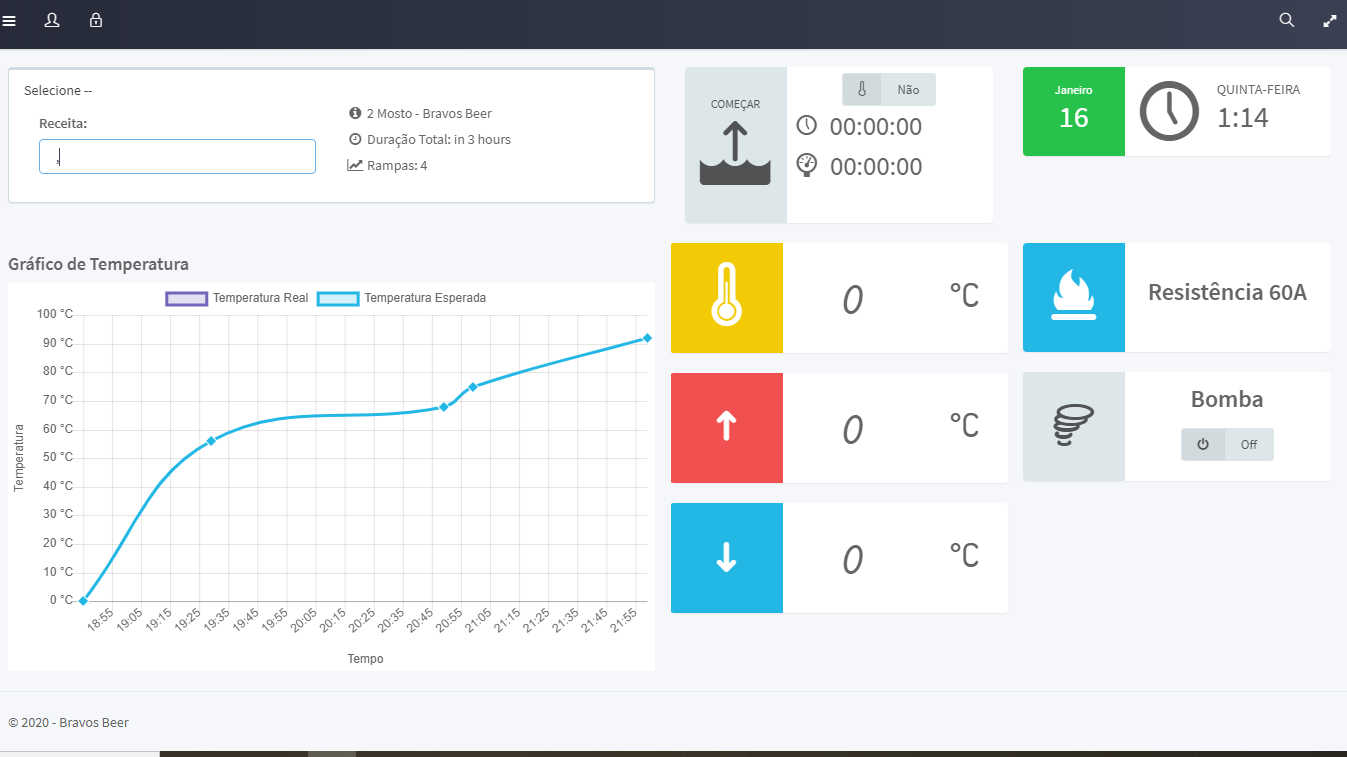 Selecione --
Receita:
,
2 Mosto - Bravos Beer
Duração Total: in 3 hours
Rampas: 4
COMEÇAR
Não
00:00:00
00:00:00
Janeiro
16
QUINTA-FEIRA
1:14
Gráfico de Temperatura
Temperatura Real
Temperatura Esperada
100 °C
90 °C
80 °C
70 °C
60 °C
50 °C
40 °C
30 °C
20 °C
10 °C
0 °C
Temperatura
18:55
19:05
19:15
19:25
19:35
19:45
19:55
20:05
20:15
20:25
20:35
20:45
20:55
21:05
21:15
21:25
21:35
21:45
21:55
Tempo
0 °C
0 °C
0 °C
Resistência 60A
Bomba
Off
© 2020 - Bravos Beer